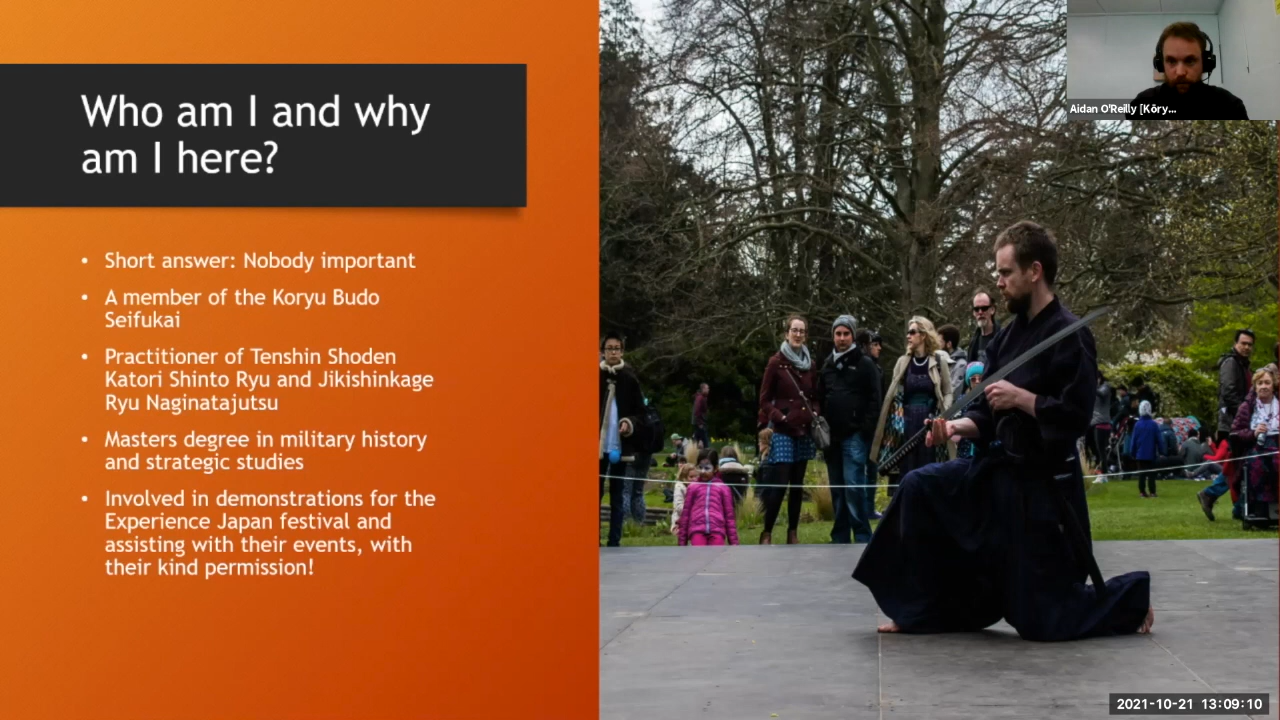 Who am I and why
am I here?
• Short answer: Nobody important
• A member of the Koryu Budo
Seifukai
• Practitioner of Tenshin Shoden
Katori Shinto Ryu and Jikishinkage
Ryu Naginatajutsu
• Masters degree in military history
and strategic studies
• Involved in demonstrations for the
Experience Japan festival and
assisting with their events, with
their kind permission!
Aidan O'Reilly [Kōry...
2021-10-21 13:09:10